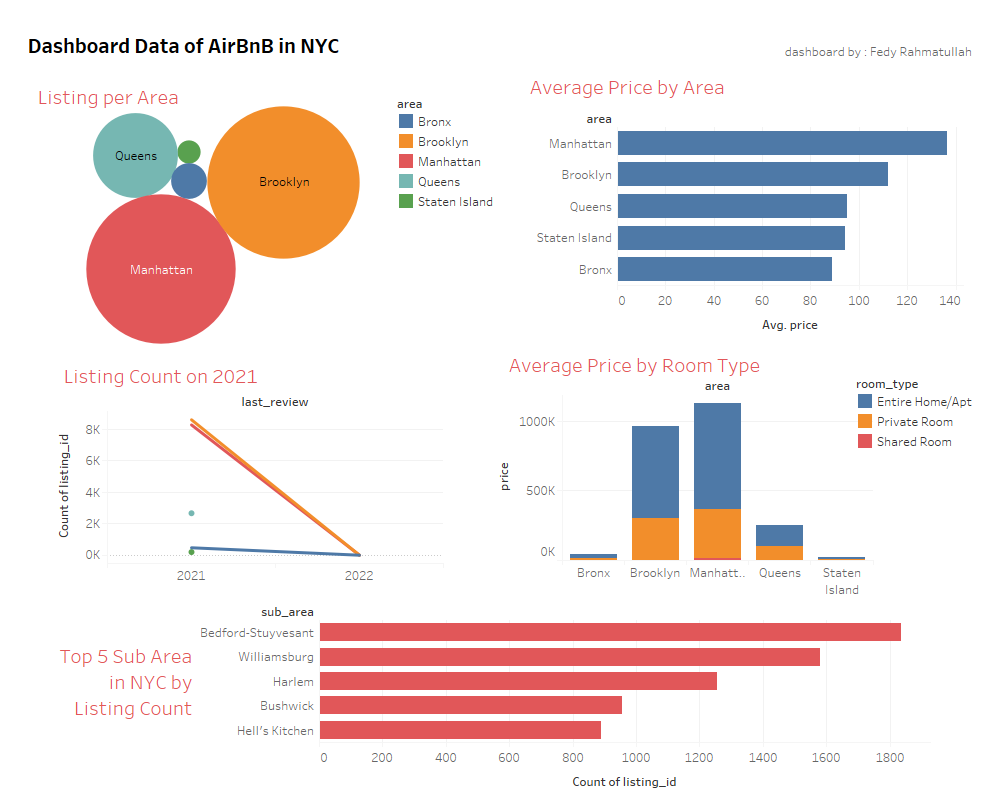 Dashboard Data of AirBnB in NYC
dashboard by : Fedy Rahmatullah
Listing per Area
Queens
Brooklyn
Manhattan
area
Bronx
Brooklyn
Manhattan
Queens
Staten Island
Average Price by Area
area
Manhattan
Brooklyn
Queens
Staten Island
Bronx
0 20 40 60 80 100 120 140
Avg. price
Listing Count on 2021
last_review
Count of listing_id
8K
6K
4K
2K
0K
2021 2022
Average Price by Room Type
area
price
1000K
500K
0K
Bronx Brooklyn Manhatt.. Queens Staten
Island
room_type
Entire Home/Apt
Private Room
Shared Room
Top 5 Sub Area
in NYC by
Listing Count
sub_area
Bedford-Stuyvesant
Williamsburg
Harlem
Bushwick
Hell's Kitchen
0 200 400 600 800 1000 1200 1400 1600 1800
Count of listing_id